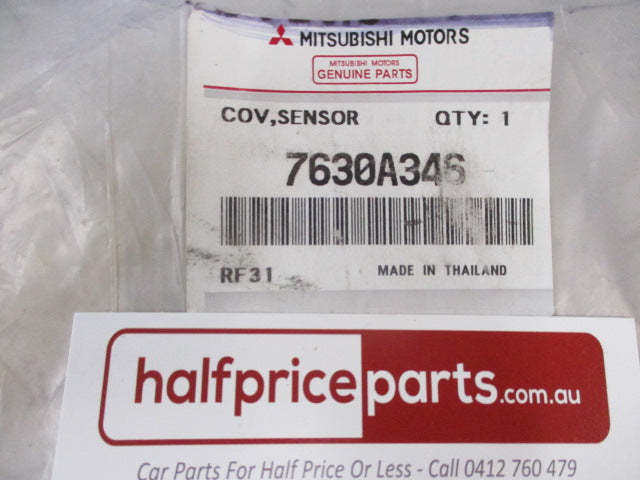 MITSUBISHI MOTORS
MITSUBISHI MOTORS
GENUINE PARTS
COV,SENSOR QTY: 1
7630A346
RF31 MADE IN THAILAND
halfpriceparts.com.au
Car Parts For Half Price Or Less - Call 0412 760 479